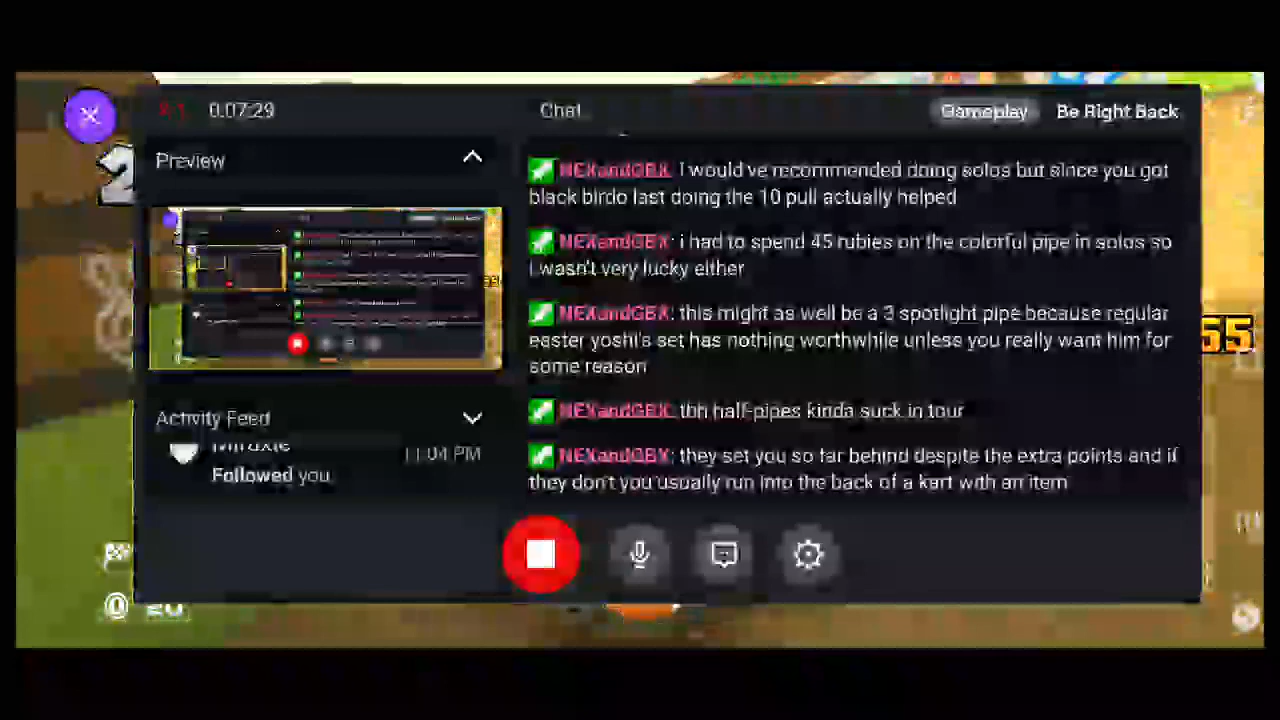 0:07:29
Chat
Gameplay
Be Right Back
Preview
NEXandGBX: I would've recommended doing solos but since you got
black birdo last doing the 10 pull actually helped
NEXandGBX: i had to spend 45 rubies on the colorful pipe in solos so
I wasn't very lucky either
NEXandGBX: this might as well be a 3 spotlight pipe because regular
easter yoshi's set has nothing worthwhile unless you really want him for
some reason
Activity Feed
11:04 PM
Followed you
NEXandGBX: tbh half-pipes kinda suck in tour
NEXandGBX: they set you so far behind despite the extra points and if
they don't you usually run into the back of a kart with an item
2
55
20